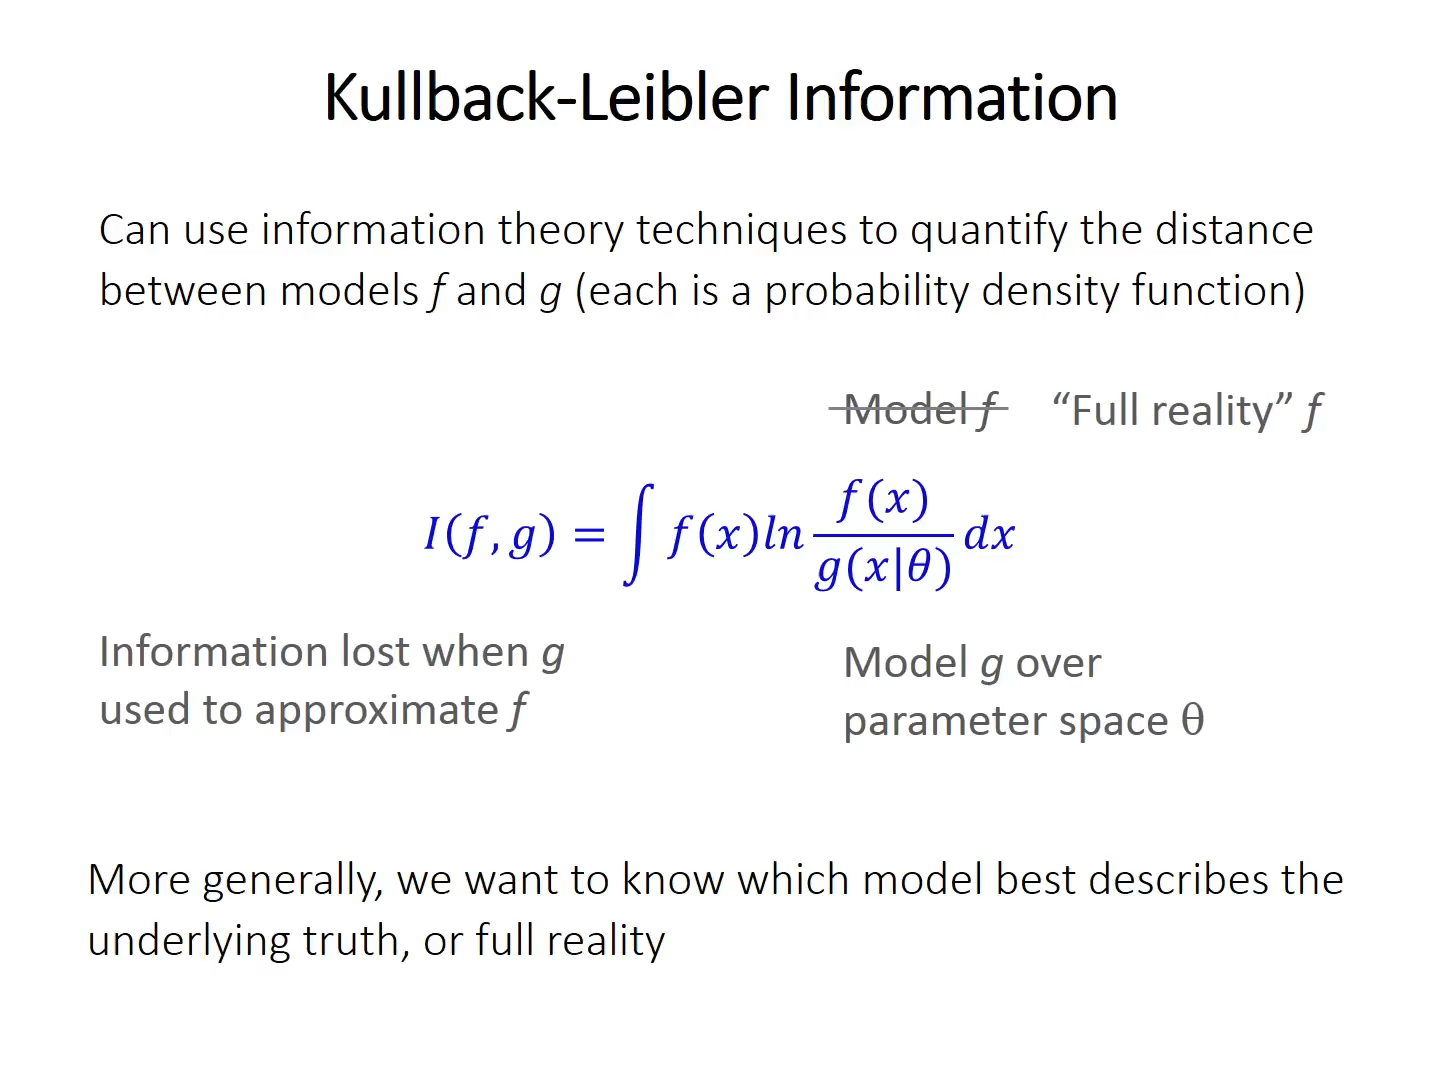 Kullback-Leibler Information
Can use information theory techniques to quantify the distance
between models f and g (each is a probability density function)
Model f “Full reality” f
I(f,g) = ∫ f(x)ln f(x)/g(x|θ) dx
Information lost when g
used to approximate f
Model g over
parameter space θ
More generally, we want to know which model best describes the
underlying truth, or full reality